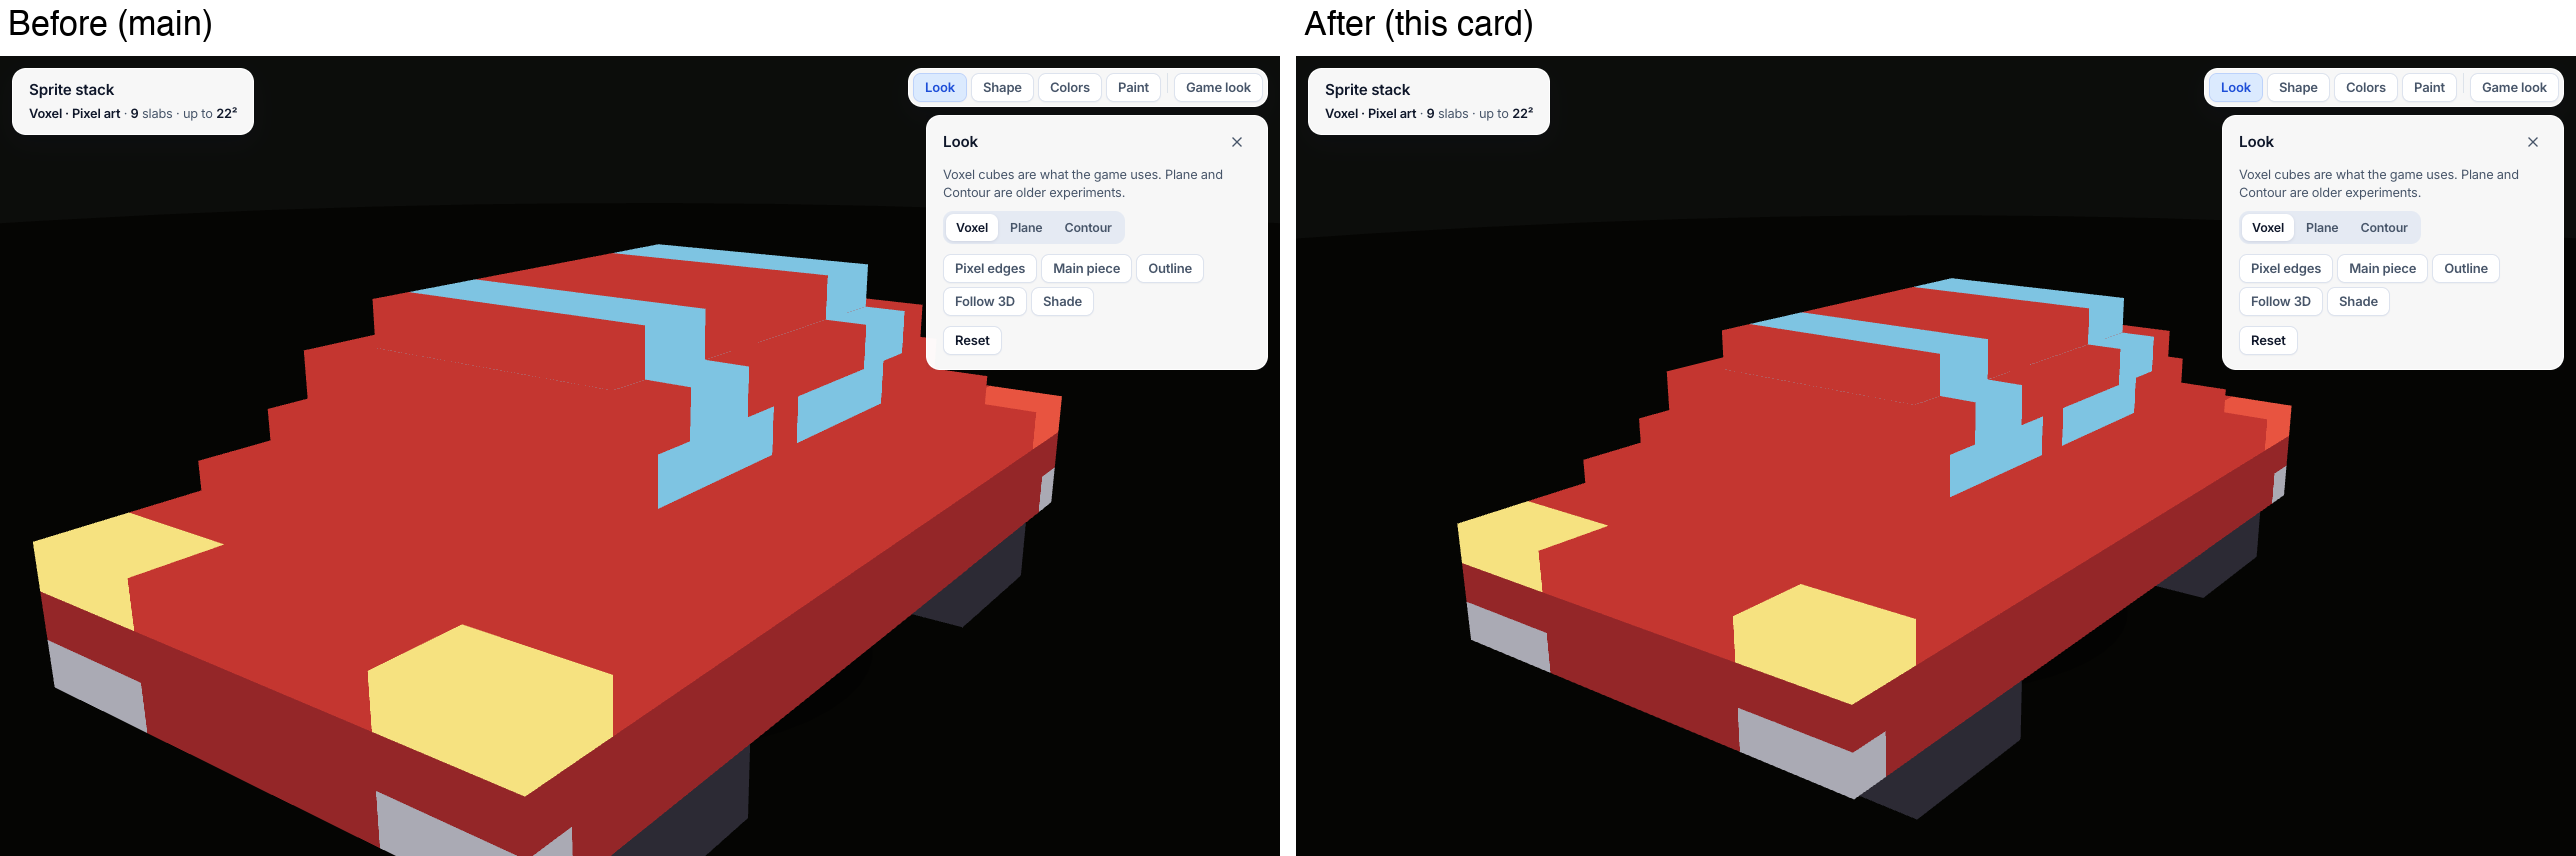 Before (main)
Sprite stack
Voxel · Pixel art · 9 slabs · up to 22²
Look Shape Colors Paint Game look
Look
Voxel cubes are what the game uses. Plane and
Contour are older experiments.
Voxel Plane Contour
Pixel edges Main piece Outline
Follow 3D Shade
Reset
After (this card)
Sprite stack
Voxel · Pixel art · 9 slabs · up to 22²
Look Shape Colors Paint Game look
Look
Voxel cubes are what the game uses. Plane and
Contour are older experiments.
Voxel Plane Contour
Pixel edges Main piece Outline
Follow 3D Shade
Reset